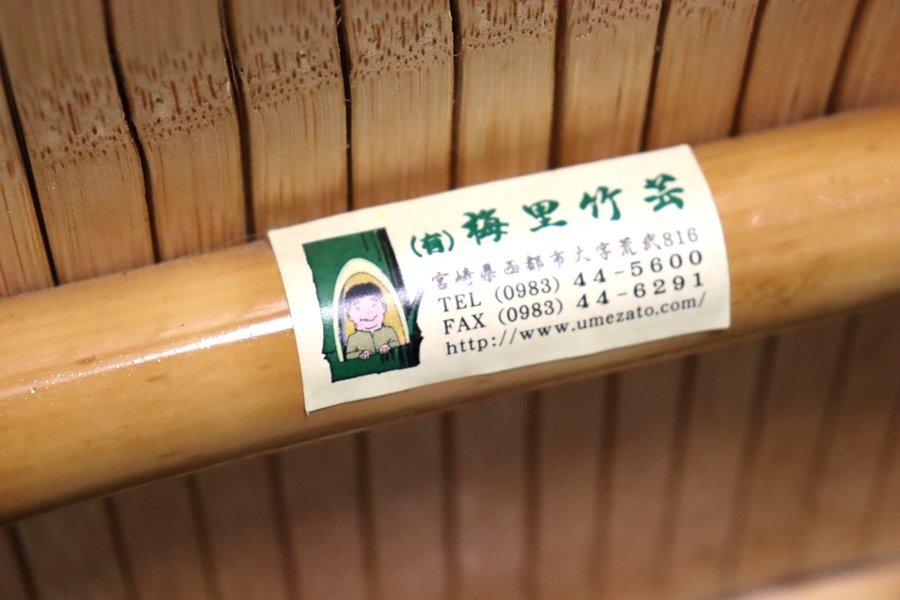 (有)梅里竹芸
宮崎県西都市大字荒武816
TEL (0983) 44-5600
FAX (0983) 44-6291
http://www.umezato.com/